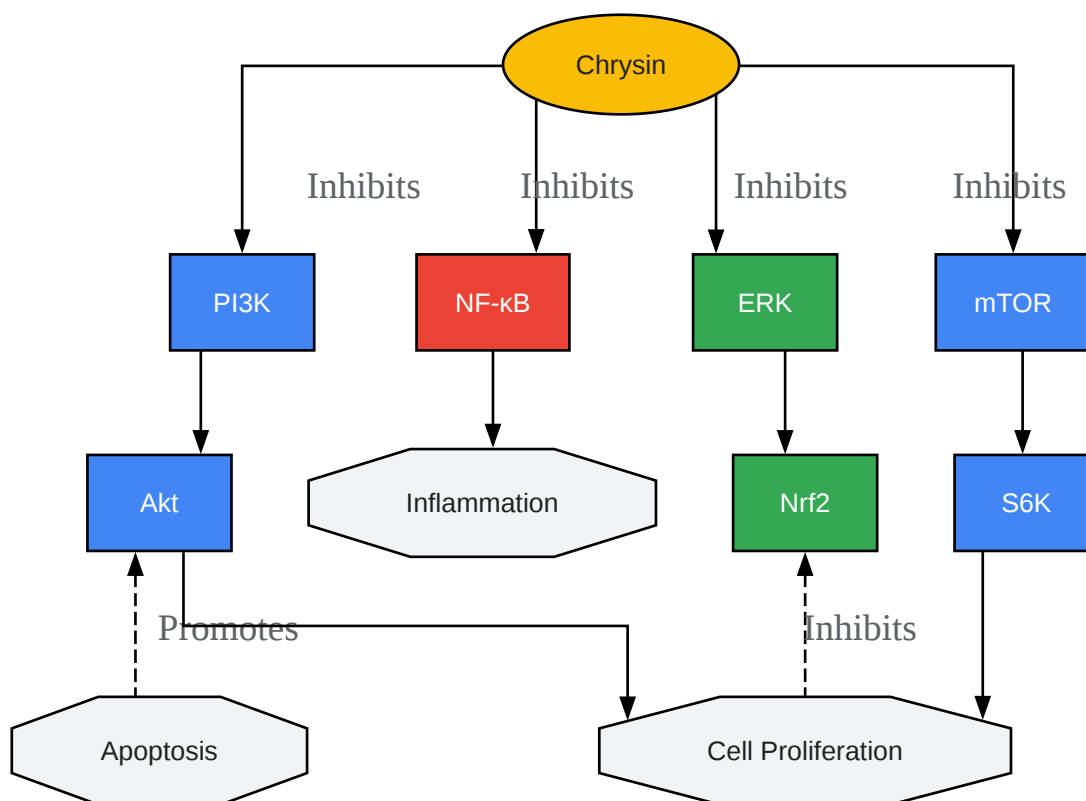 Chrysin
Inhibits
Inhibits
Inhibits
Inhibits
PI3K
NF-κB
ERK
mTOR
Akt
Inflammation
Nrf2
S6K
Promotes
Inhibits
Apoptosis
Cell Proliferation